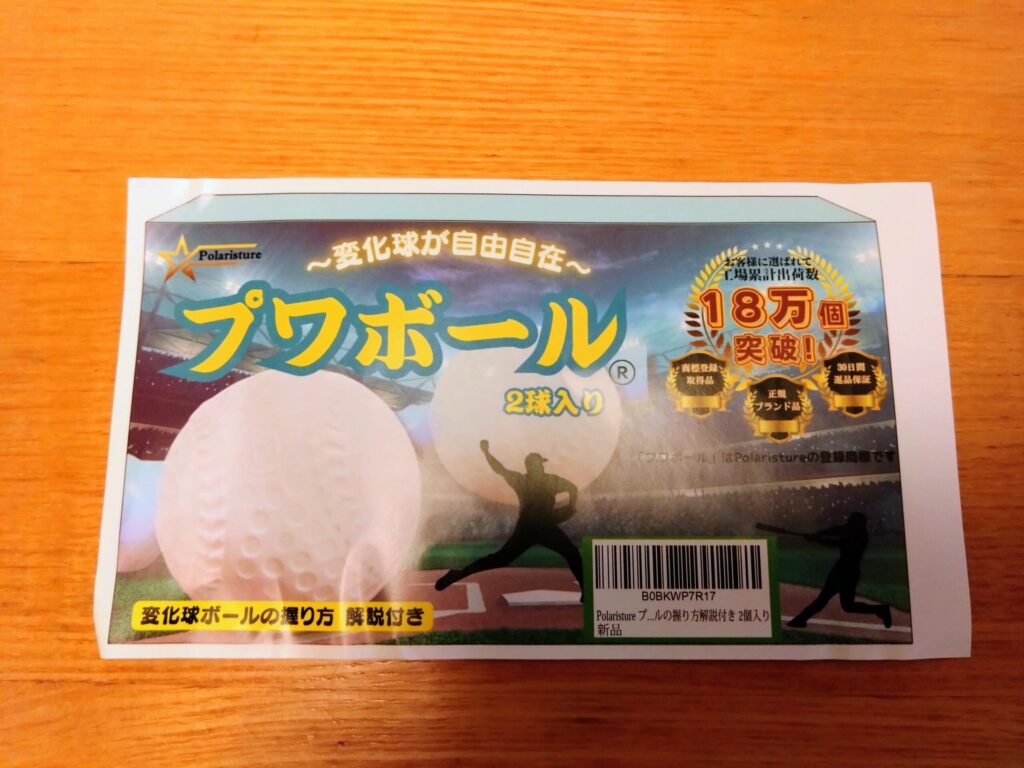 Polaristure
～変化球が自由自在～
プワボール
®
2球入り
お客様に選ばれて
工場累計出荷数
18万個
突破!
商標登録
取得品
正規
ブランド品
30日間
返品保証
「プワボール」はPolaristureの登録商標です
変化球ボールの握り方 解説付き
B0BKWP7R17
Polaristure プ...ルの握り方解説付き 2個入り
新品